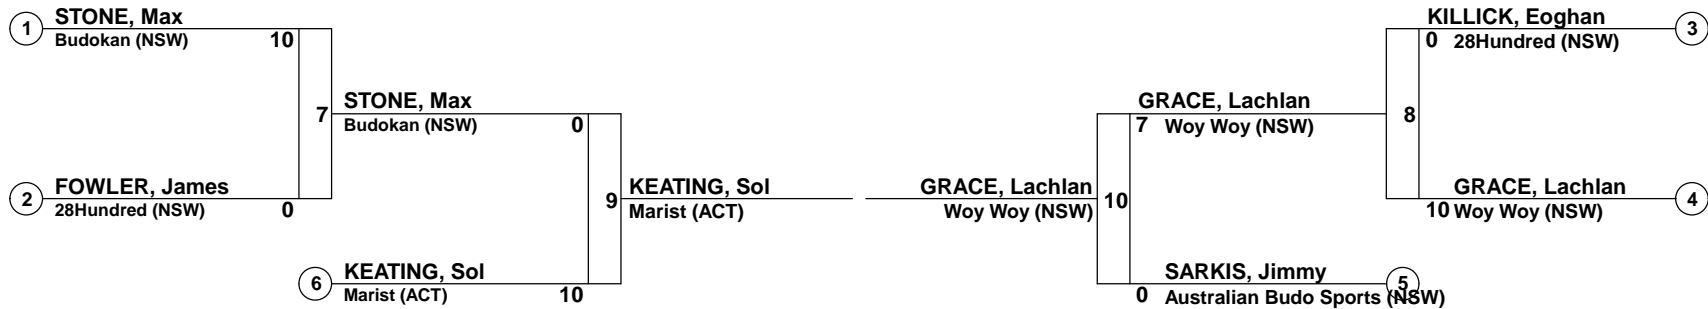 1
STONE, Max
Budokan (NSW)
10
7
2
FOWLER, James
28Hundred (NSW)
0
STONE, Max
Budokan (NSW)
0
9
6
KEATING, Sol
Marist (ACT)
10
KEATING, Sol
Marist (ACT)
GRACE, Lachlan
Woy Woy (NSW)
10
GRACE, Lachlan
7 Woy Woy (NSW)
SARKIS, Jimmy
0 Australian Budo Sports (NSW)
5
8
KILLICK, Eoghan
0 28Hundred (NSW)
3
GRACE, Lachlan
10 Woy Woy (NSW)
4